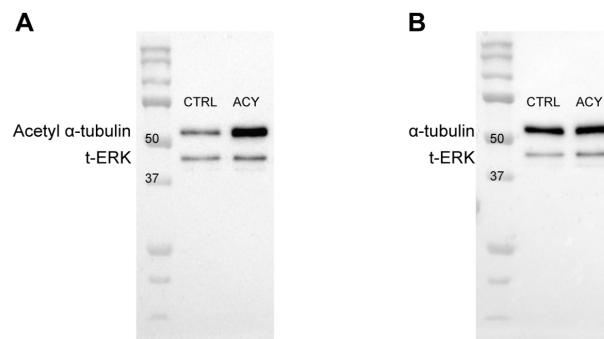 A
CTRL ACY
Acetyl α-tubulin
50
t-ERK
37
B
CTRL ACY
α-tubulin
50
t-ERK
37